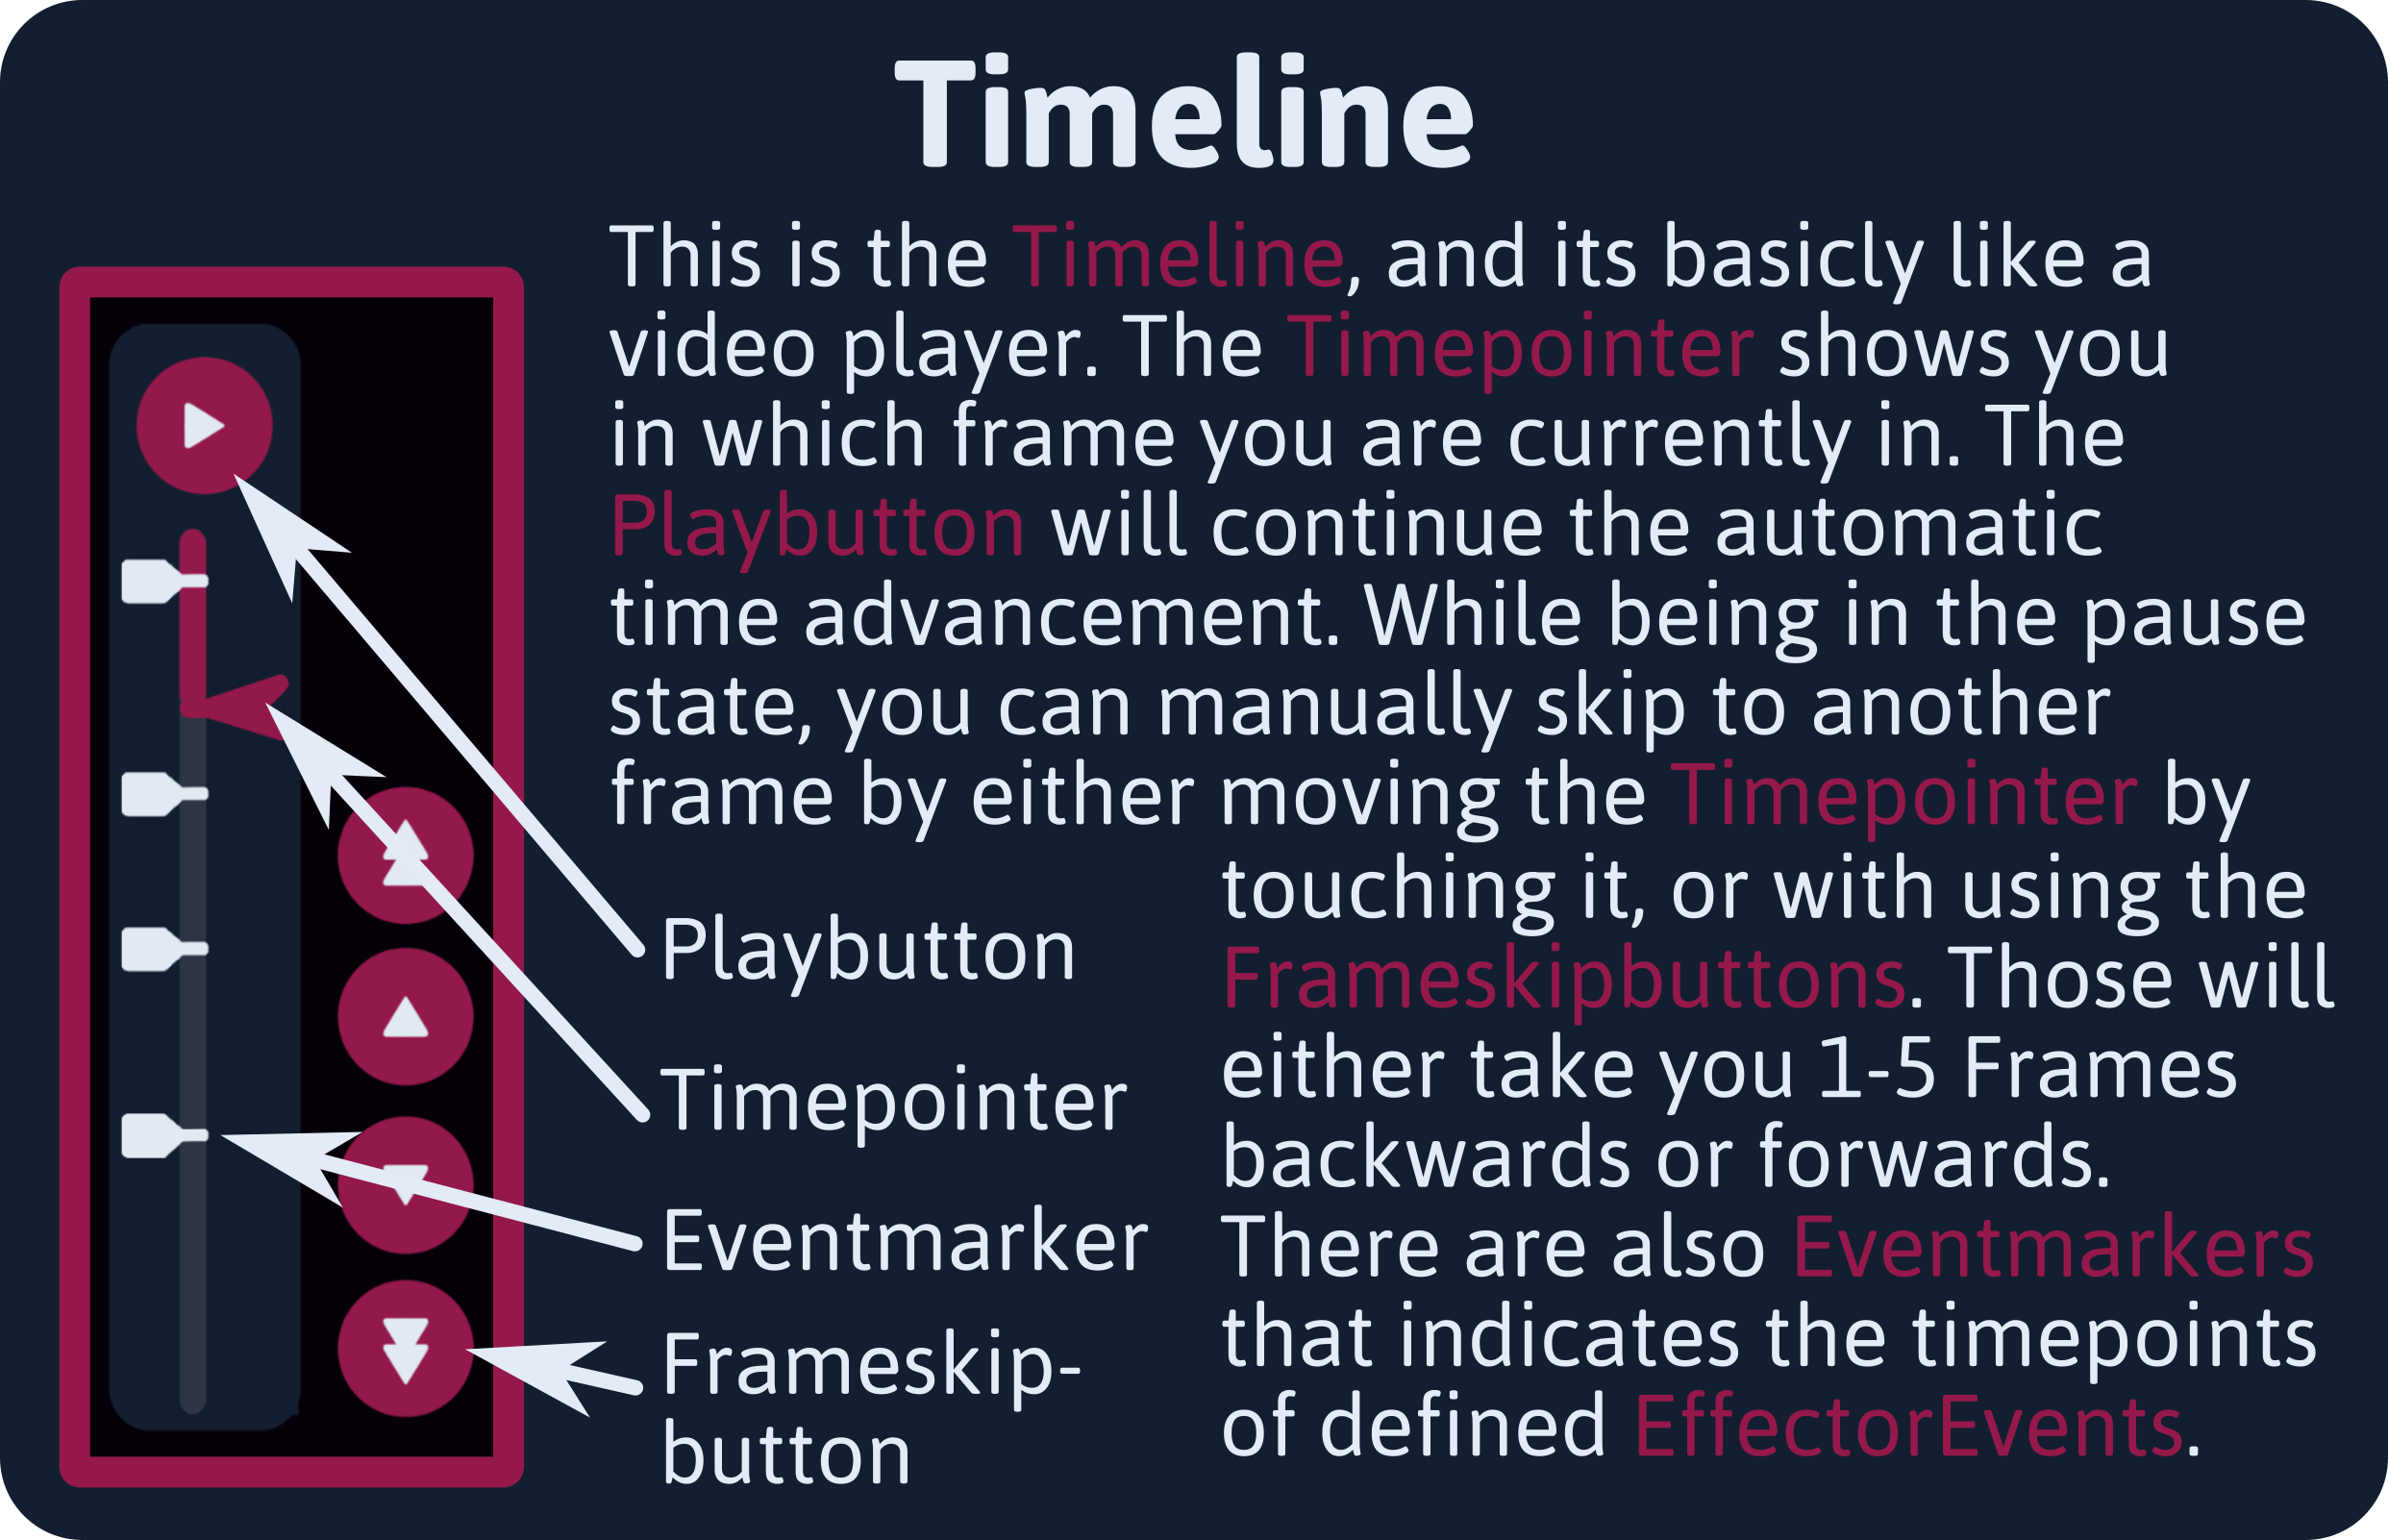 Timeline
This is the Timeline, and its basicly like a
video player. The Timepointer shows you
in which frame you are currently in. The
Playbutton will continue the automatic
time advancement. While being in the pause
state, you can manually skip to another
frame by either moving the Timepointer by
touching it, or with using the
Frameskipbuttons. Those will
either take you 1-5 Frames
backwards or forwards.
There are also Eventmarkers
that indicates the timepoints
of defined EffectorEvents.
Playbutton
Timepointer
Eventmarker
Frameskip-
button